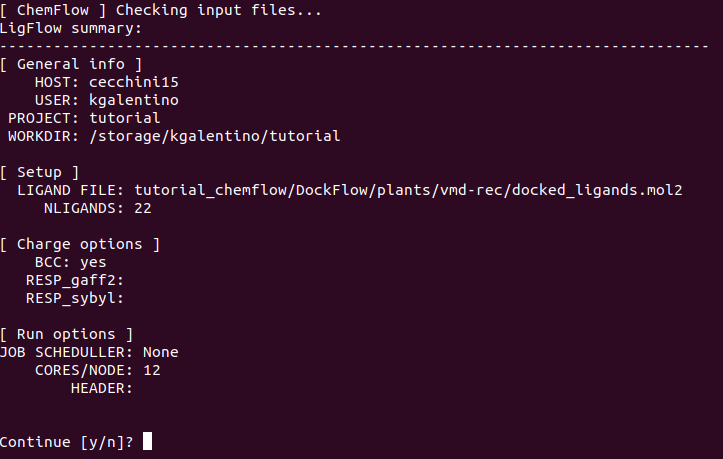 [ ChemFlow ] Checking input files...
LigFlow summary:
-------------------------------------------------------------------------------
[ General info ]
    HOST: cecchini15
    USER: kgalentino
 PROJECT: tutorial
 WORKDIR: /storage/kgalentino/tutorial

[ Setup ]
  LIGAND FILE: tutorial_chemflow/DockFlow/plants/vmd-rec/docked_ligands.mol2
     NLIGANDS: 22

[ Charge options ]
    BCC: yes
   RESP_gaff2:
   RESP_sybyl:

[ Run options ]
JOB SCHEDULLER: None
    CORES/NODE: 12
        HEADER:

Continue [y/n]?